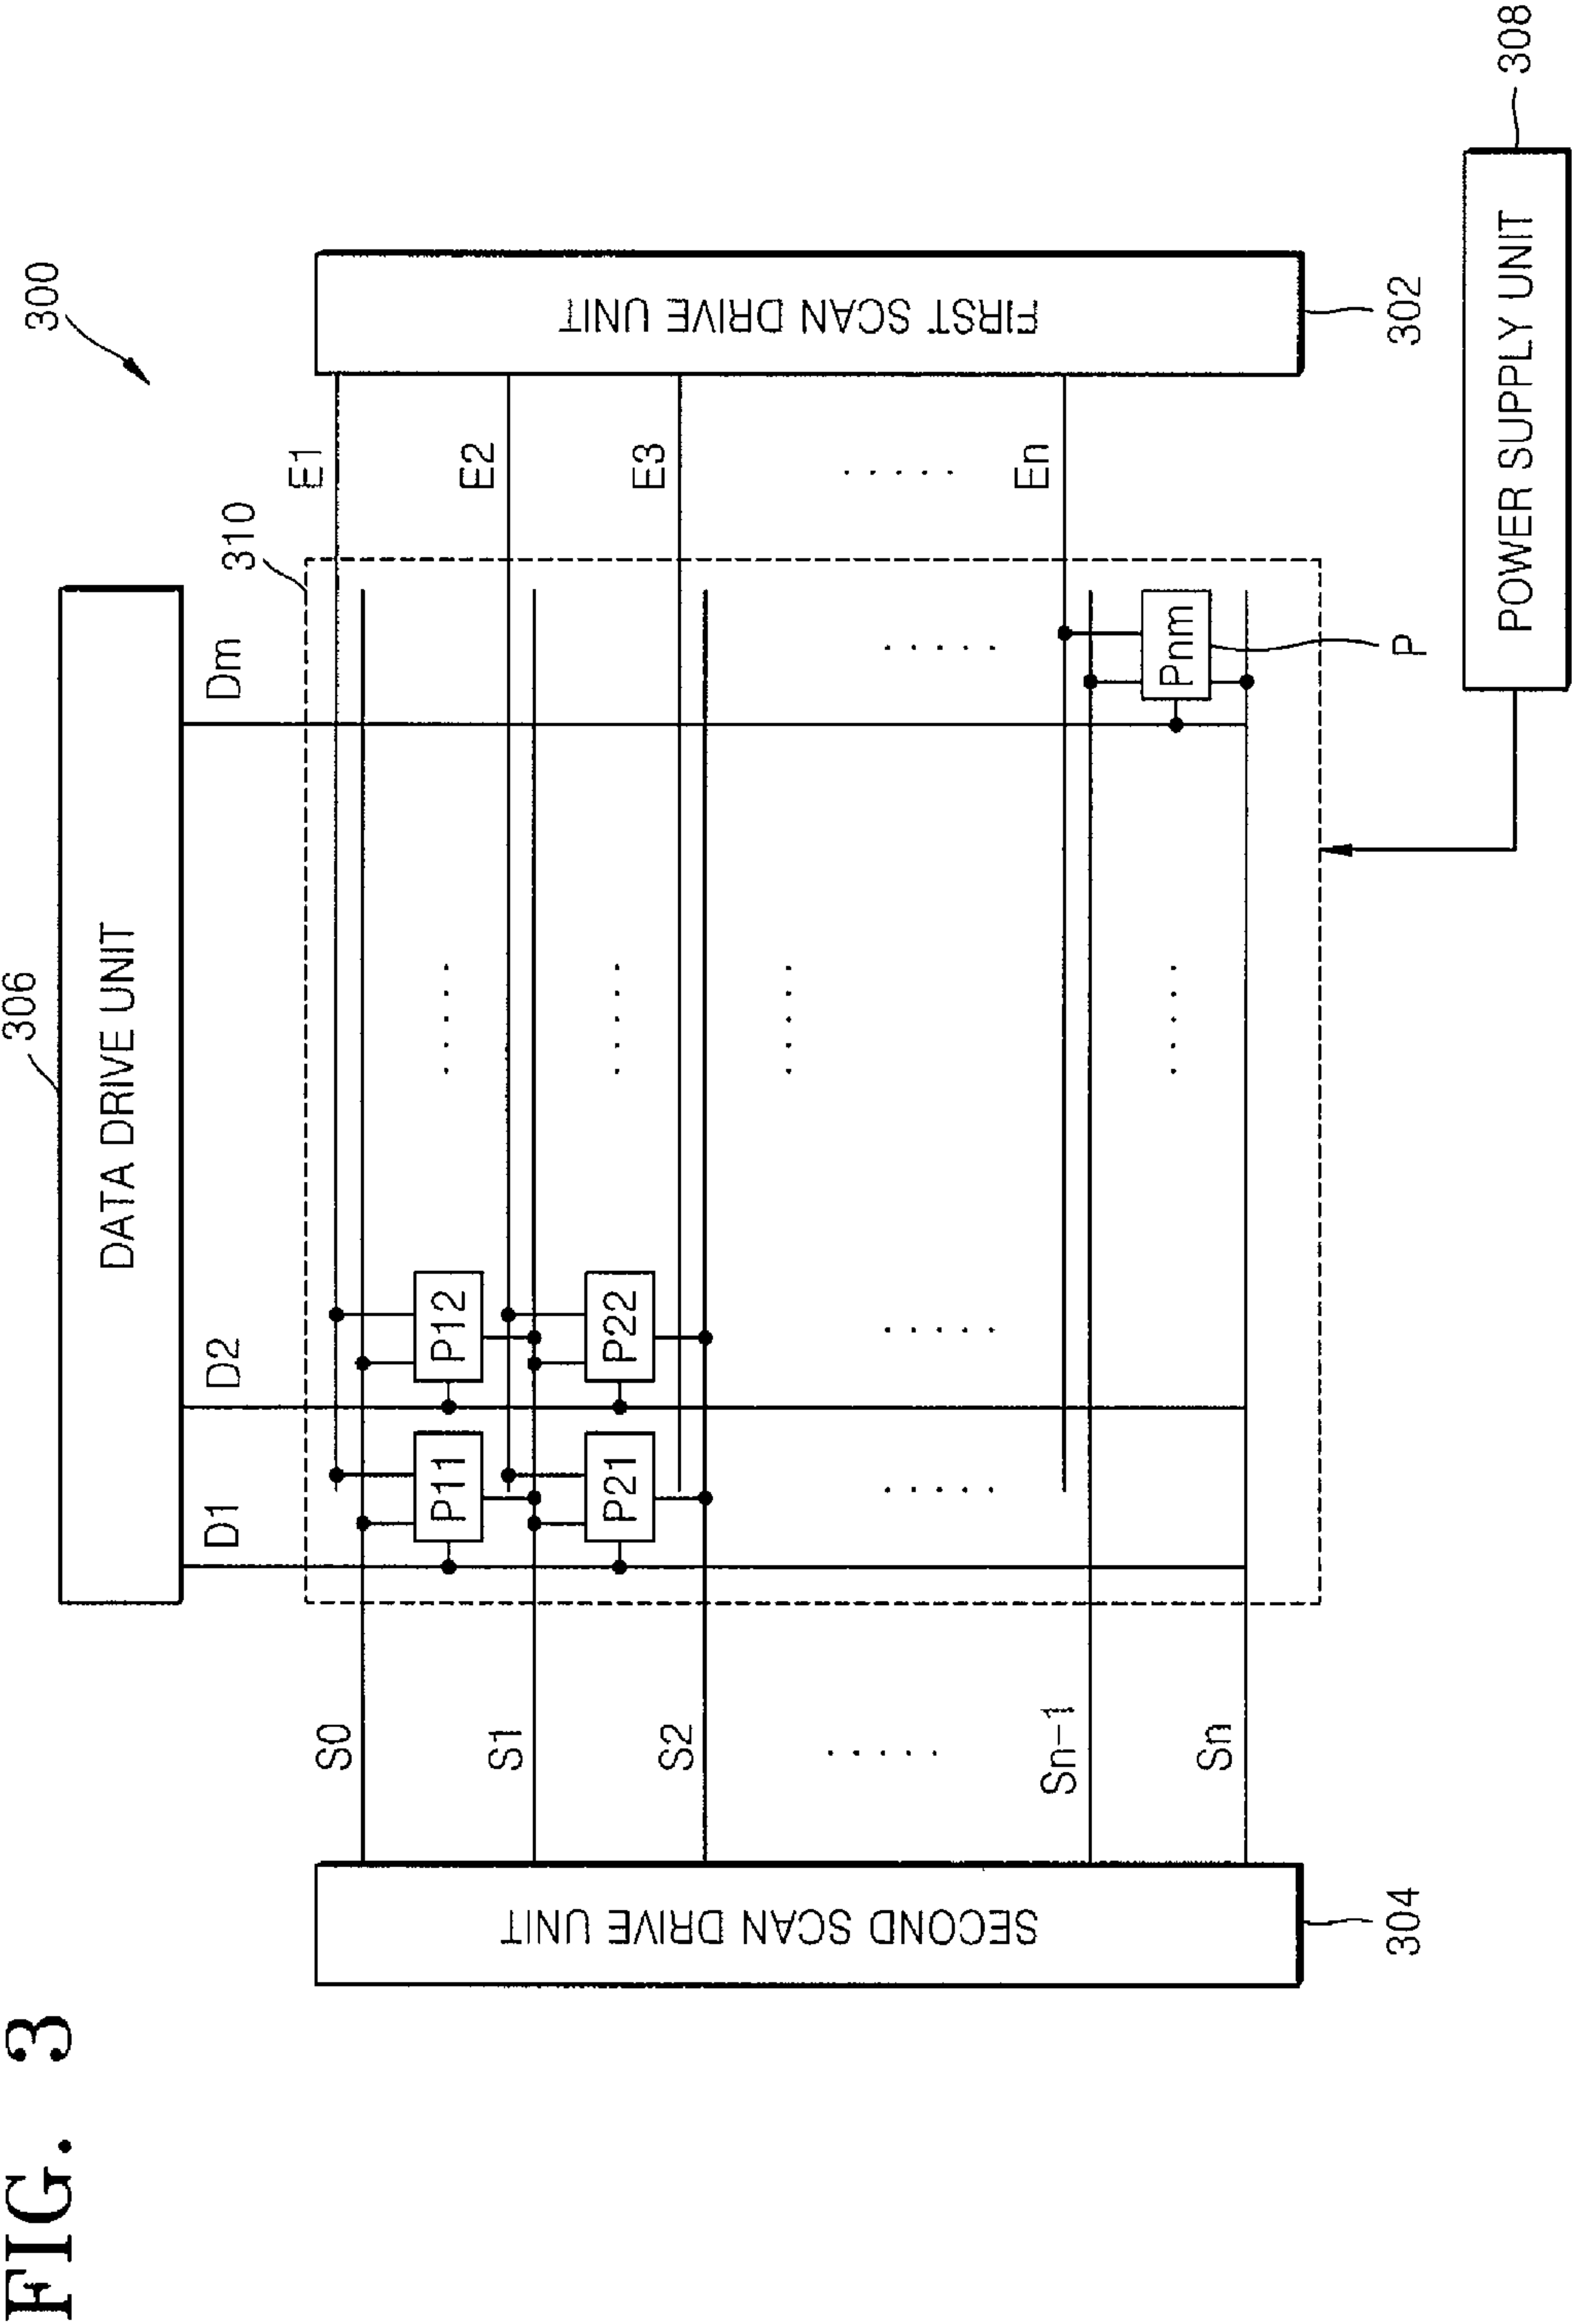 FIG. 3
300
306
DATA DRIVE UNIT
D1
D2
Dm
310
SECOND SCAN DRIVE UNIT
304
S0
S1
S2
.....
Sn-1
Sn
P11
P12
.....
P21
P22
.....
.....
.....
.....
.....
.....
Pnm
P
E1
E2
E3
.....
En
FIRST SCAN DRIVE UNIT
302
POWER SUPPLY UNIT
308